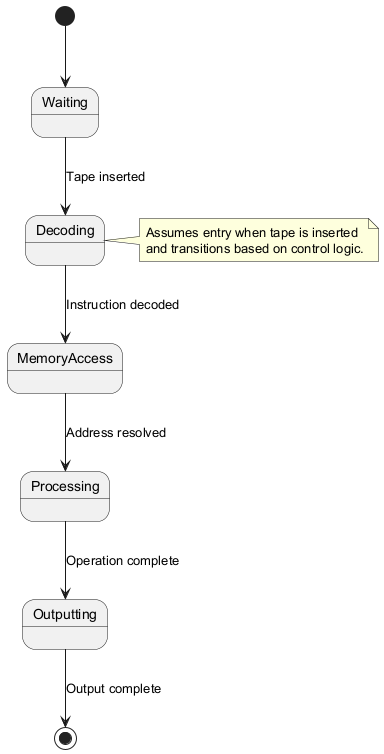 Waiting
Tape inserted
Decoding
Assumes entry when tape is inserted
and transitions based on control logic.
Instruction decoded
MemoryAccess
Address resolved
Processing
Operation complete
Outputting
Output complete